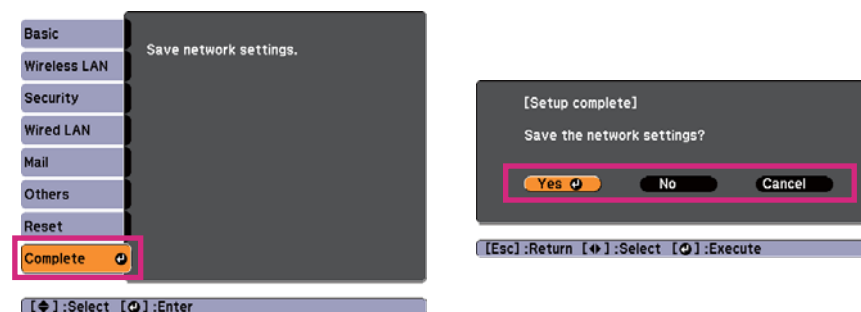 Basic
Wireless LAN
Security
Wired LAN
Mail
Others
Reset
Complete
Save network settings.
[◆] :Select [⏎] :Enter
[Setup complete]
Save the network settings?
Yes ⏎ No Cancel
[Esc] :Return [◀▶] :Select [⏎] :Execute